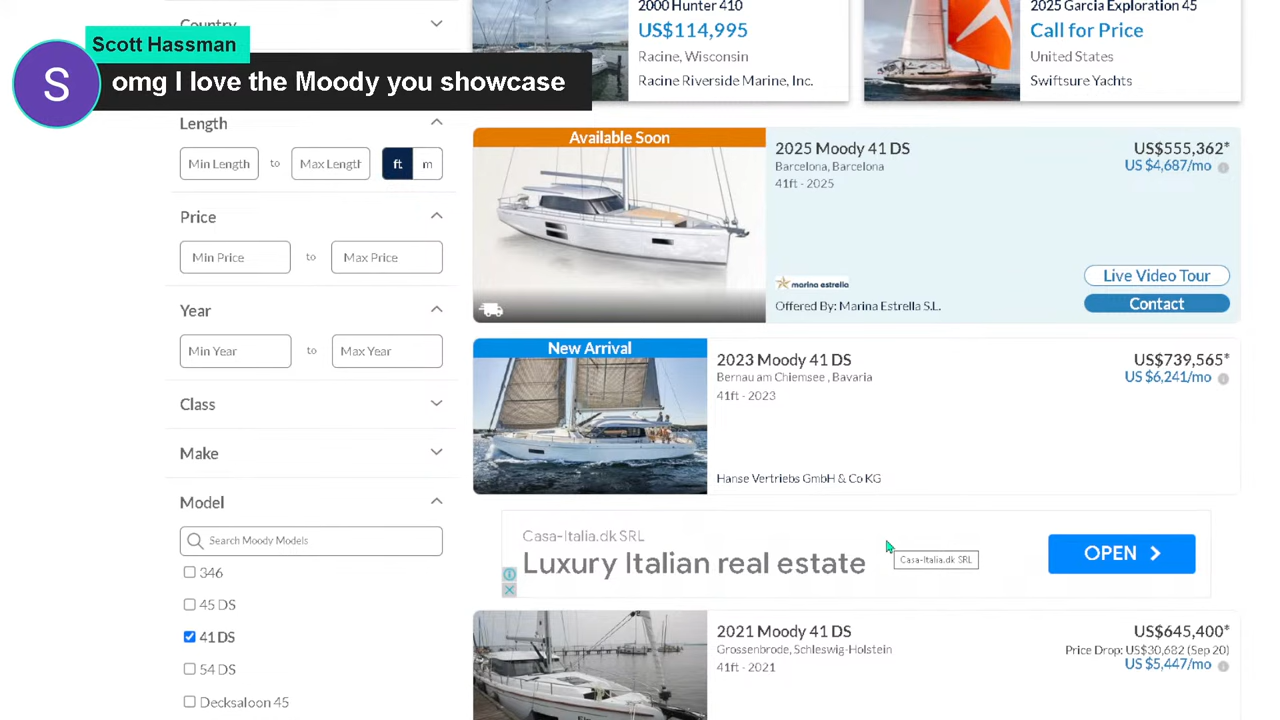 Country
Scott Hassman
S
omg I love the Moody you showcase
Length
Min Length
to
Max Length
ft
m
Price
Min Price
to
Max Price
Year
Min Year
to
Max Year
Class
Make
Model
Search Moody Models
346
45 DS
41 DS
54 DS
Decksaloon 45
2000 Hunter 410
US$114,995
Racine, Wisconsin
Racine Riverside Marine, Inc.
2025 Garcia Exploration 45
Call for Price
United States
Swiftsure Yachts
Available Soon
2025 Moody 41 DS
US$555,362*
Barcelona, Barcelona
US $4,687/mo
41ft - 2025
marina estrella
Offered By: Marina Estrella S.L.
Live Video Tour
Contact
New Arrival
2023 Moody 41 DS
US$739,565*
Bernau am Chiemsee , Bavaria
US $6,241/mo
41ft - 2023
Hanse Vertriebs GmbH & Co KG
Casa-Italia.dk SRL
Luxury Italian real estate
Casa-Italia.dk SRL
OPEN
2021 Moody 41 DS
US$645,400*
Grossenbrode, Schleswig-Holstein
Price Drop: US$30,682 (Sep 20)
41ft - 2021
US $5,447/mo